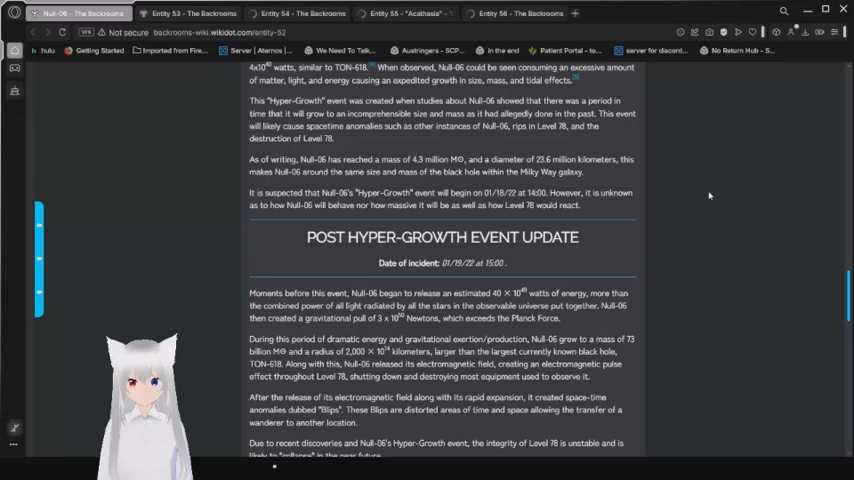 Null-06 - The Backrooms
Entity 53 - The Backrooms
Entity 54 - The Backrooms
Entity 55 - "Acathasia" -
Entity 56 - The Backrooms
Not secure backrooms-wiki.wikidot.com/entity-52
hulu
Getting Started
Imported from Fire...
Server | Aternos | ...
We Need To Talk...
Austringers - SCP...
in the end
Patient Portal - to...
server for discord...
No Return Hub - T...
4x10⁴⁰ watts, similar to TON-618.[4] When observed, Null-06 could be seen consuming an excessive amount
of matter, light, and energy causing an expedited growth in size, mass, and tidal effects.[5]
This "Hyper-Growth" event was created when studies about Null-06 showed that there was a period in
time that it will grow to an incomprehensible size and mass as it had allegedly done in the past. This event
will likely cause spacetime anomalies such as other instances of Null-06, rips in Level 78, and the
destruction of Level 78.
As of writing, Null-06 has reached a mass of 4.3 million M⊙, and a diameter of 23.6 million kilometers, this
makes Null-06 around the same size and mass of the black hole within the Milky Way galaxy.
It is suspected that Null-06's "Hyper-Growth" event will begin on 01/18/22 at 14:00. However, it is unknown
as to how Null-06 will behave nor how massive it will be as well as how Level 78 would react.
POST HYPER-GROWTH EVENT UPDATE
Date of incident: 01/19/22 at 15:00 .
Moments before this event, Null-06 began to release an estimated 40 × 10⁴⁹ watts of energy, more than
the combined power of all light radiated by all the stars in the observable universe put together. Null-06
then created a gravitational pull of 3 x 10⁵⁰ Newtons, which exceeds the Planck Force.
During this period of dramatic energy and gravitational exertion/production, Null-06 grew to a mass of 73
billion M⊙ and a radius of 2,000 × 10¹⁴ kilometers, larger than the largest currently known black hole,
TON-618. Along with this, Null-06 released its electromagnetic field, creating an electromagnetic pulse
effect throughout Level 78, shutting down and destroying most equipment used to observe it.
After the release of its electromagnetic field along with its rapid expansion, it created space-time
anomalies dubbed "Blips". These Blips are distorted areas of time and space allowing the transfer of a
wanderer to another location.
Due to recent discoveries and Null-06's Hyper-Growth event, the integrity of Level 78 is unstable and is
likely to "collapse" in the near future.